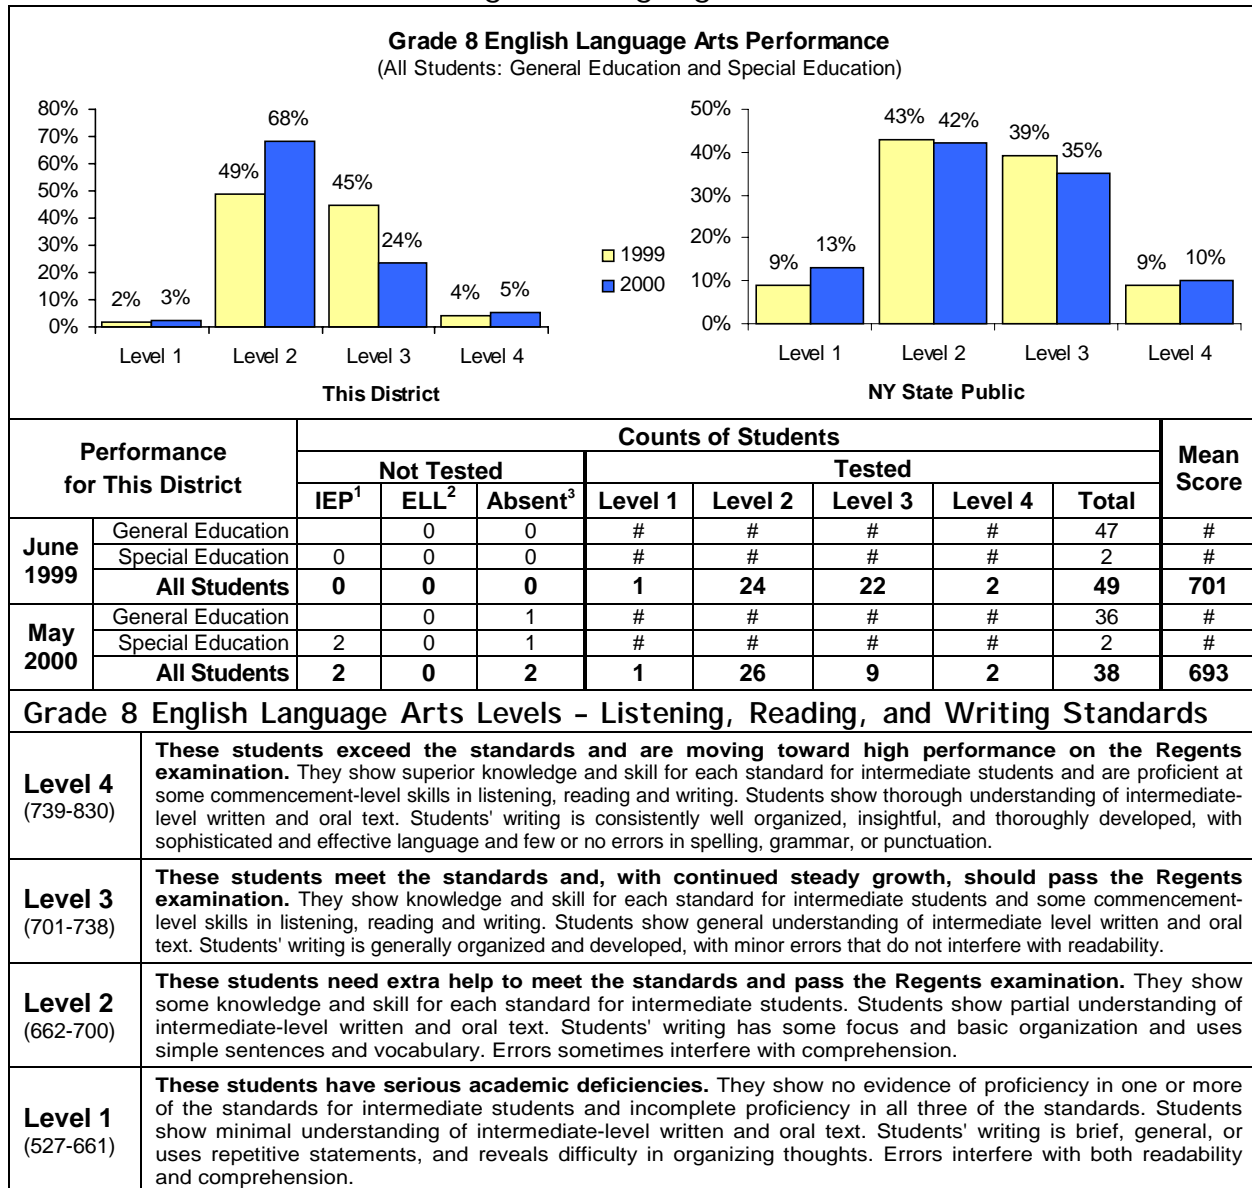 Grade 8 English Language Arts Performance
(All Students: General Education and Special Education)
80%
70%
60%
50%
40%
30%
20%
10%
0%
2% 3%
49% 68%
45% 24%
4% 5%
Level 1 Level 2 Level 3 Level 4
This District
1999
2000
50%
40%
30%
20%
10%
0%
9% 13%
43% 42%
39% 35%
9% 10%
Level 1 Level 2 Level 3 Level 4
NY State Public
Performance
for This District
Counts of Students
Mean
Score
Not Tested Tested
IEP1 ELL2 Absent3 Level 1 Level 2 Level 3 Level 4 Total
June
1999
General Education 0 0 # # # # 47 #
Special Education 0 0 0 # # # # 2 #
All Students 0 0 0 1 24 22 2 49 701
May
2000
General Education 0 1 # # # # 36 #
Special Education 2 0 1 # # # # 2 #
All Students 2 0 2 1 26 9 2 38 693
Grade 8 English Language Arts Levels – Listening, Reading, and Writing Standards
Level 4
(739-830)
These students exceed the standards and are moving toward high performance on the Regents
examination. They show superior knowledge and skill for each standard for intermediate students and are proficient at
some commencement-level skills in listening, reading and writing. Students show thorough understanding of intermediate-
level written and oral text. Students' writing is consistently well organized, insightful, and thoroughly developed, with
sophisticated and effective language and few or no errors in spelling, grammar, or punctuation.
Level 3
(701-738)
These students meet the standards and, with continued steady growth, should pass the Regents
examination. They show knowledge and skill for each standard for intermediate students and some commencement-
level skills in listening, reading and writing. Students show general understanding of intermediate level written and oral
text. Students' writing is generally organized and developed, with minor errors that do not interfere with readability.
Level 2
(662-700)
These students need extra help to meet the standards and pass the Regents examination. They show
some knowledge and skill for each standard for intermediate students. Students show partial understanding of
intermediate-level written and oral text. Students' writing has some focus and basic organization and uses
simple sentences and vocabulary. Errors sometimes interfere with comprehension.
Level 1
(527-661)
These students have serious academic deficiencies. They show no evidence of proficiency in one or more
of the standards for intermediate students and incomplete proficiency in all three of the standards. Students
show minimal understanding of intermediate-level written and oral text. Students' writing is brief, general, or
uses repetitive statements, and reveals difficulty in organizing thoughts. Errors interfere with both readability
and comprehension.